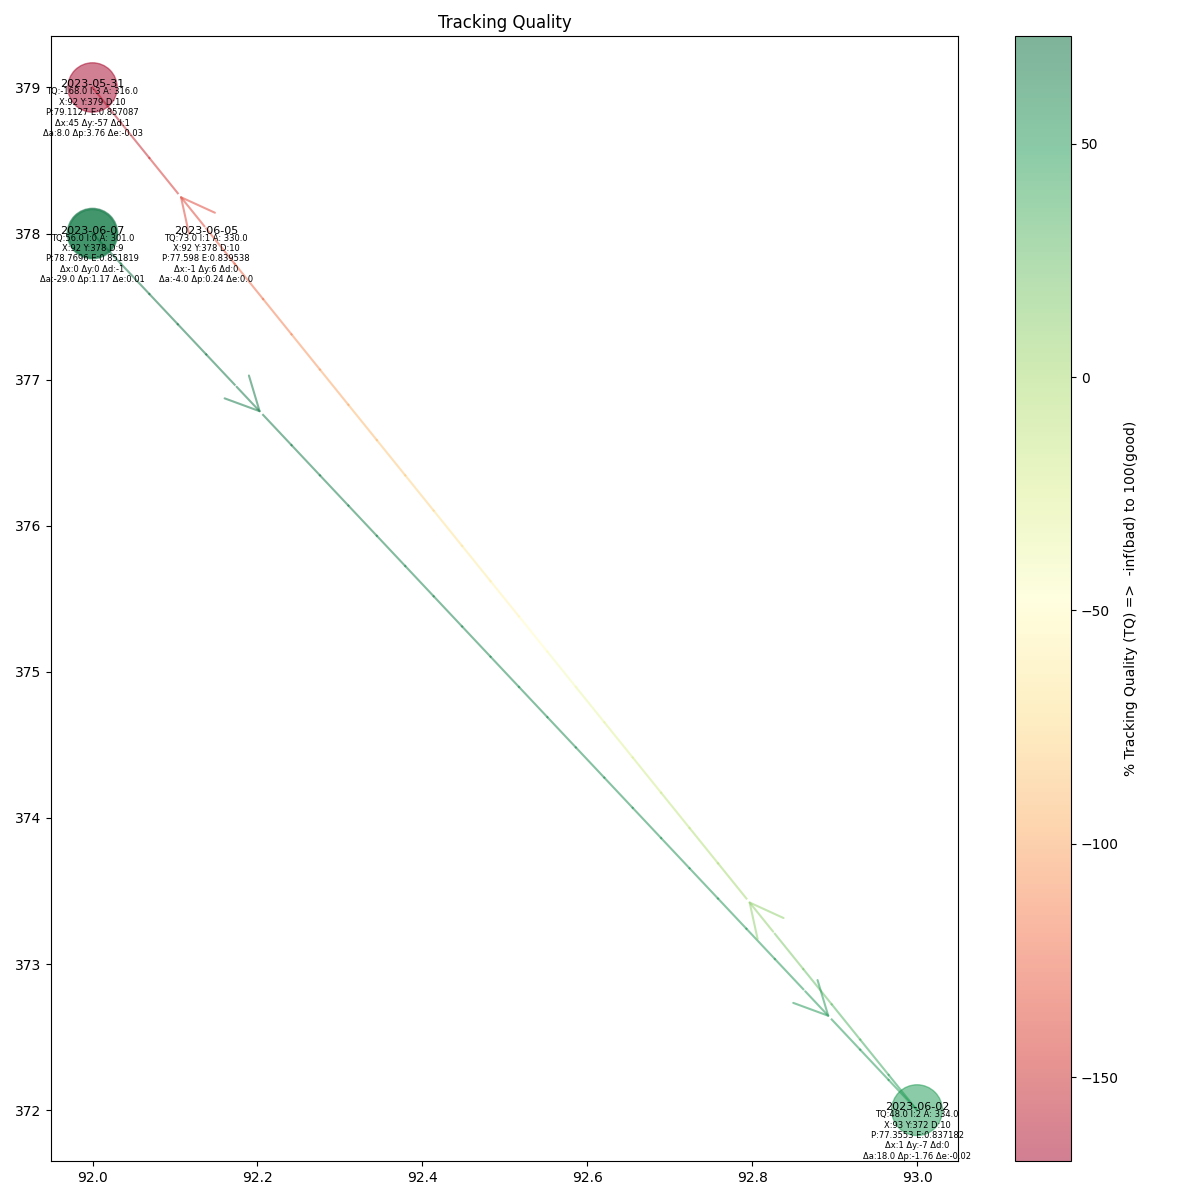 Tracking Quality
379
378
377
376
375
374
373
372
92.0
92.2
92.4
92.6
92.8
93.0
2023-05-31
TQ:-168.0 I:3 A: 316.0
X:92 Y:379 D:10
P:79.1127 E:0.857087
Δx:45 Δy:-57 Δd:1
Δa:8.0 Δp:3.76 Δe:-0.03
2023-06-07
TQ:56.0 I:0 A: 301.0
X:92 Y:378 D:9
P:78.7696 E:0.851819
Δx:0 Δy:0 Δd:-1
Δa:-29.0 Δp:1.17 Δe:0.01
2023-06-05
TQ:73.0 I:1 A: 330.0
X:92 Y:378 D:10
P:77.598 E:0.839538
Δx:-1 Δy:6 Δd:0
Δa:-4.0 Δp:0.24 Δe:0.0
2023-06-02
TQ:48.0 I:2 A: 334.0
X:93 Y:372 D:10
P:77.3553 E:0.837182
Δx:1 Δy:-7 Δd:0
Δa:18.0 Δp:-1.76 Δe:-0.02
50
0
−50
−100
−150
% Tracking Quality (TQ) =>  -inf(bad) to 100(good)